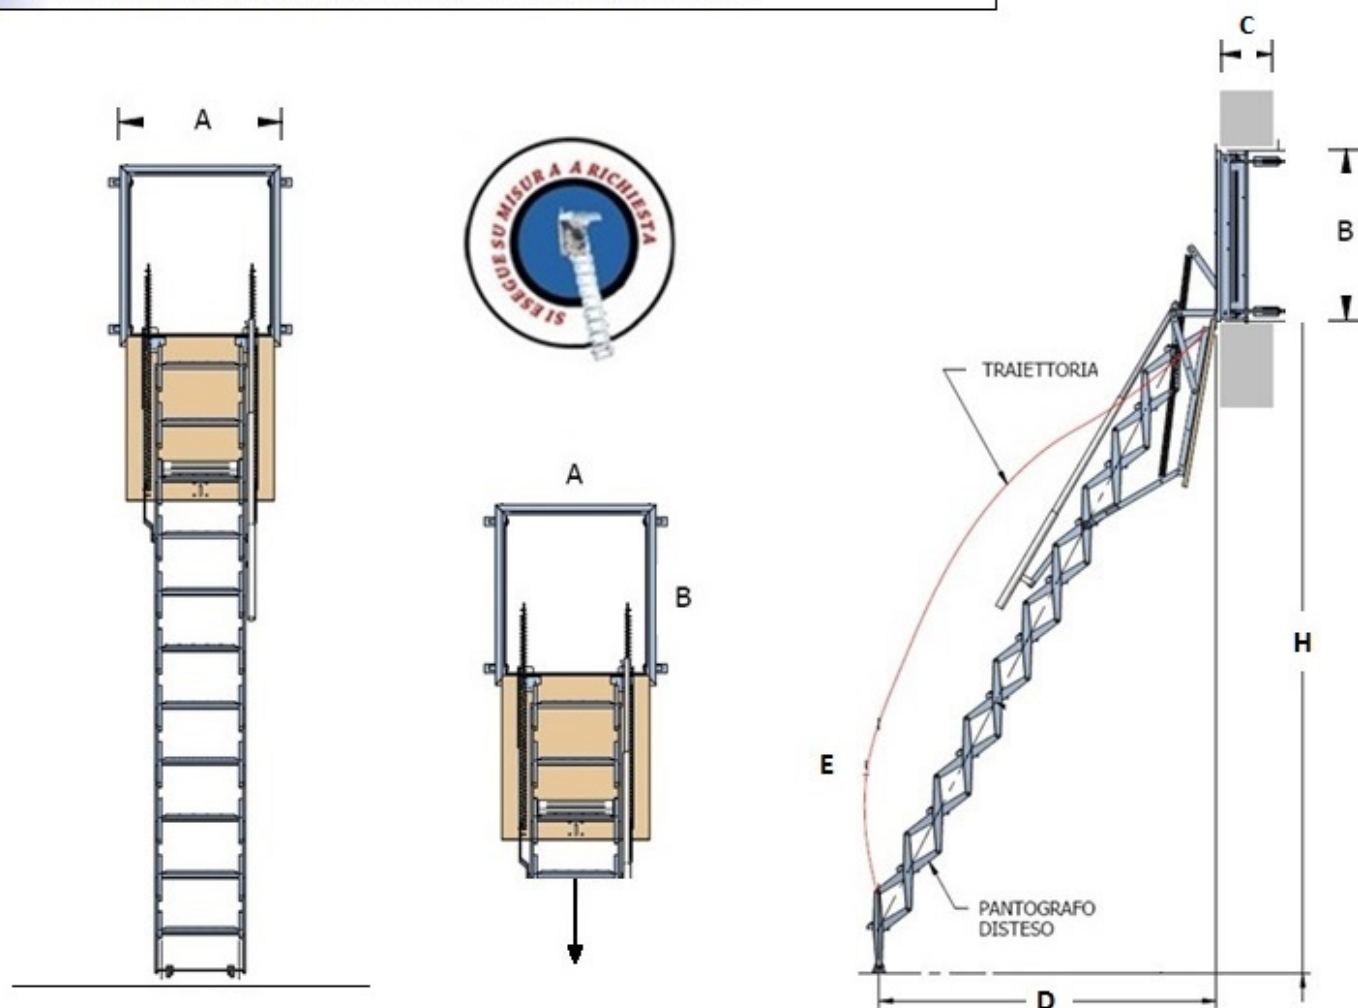 C
A
SI ESEGUE SU MISURA A RICHIESTA
B
TRAIETTORIA
A
B
H
E
PANTOGRAFO
DISTESO
D